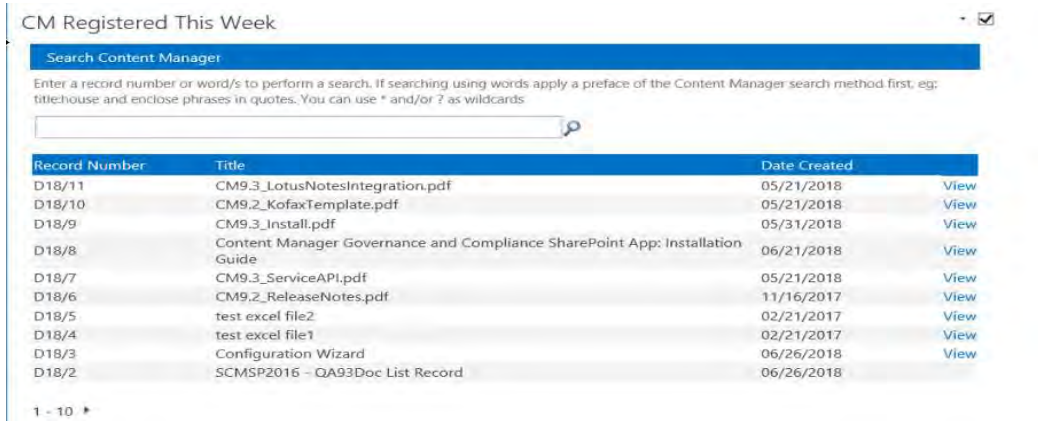 CM Registered This Week
Search Content Manager
Enter a record number or word/s to perform a search. If searching using words apply a preface of the Content Manager search method first, eg:
title:house and enclose phrases in quotes. You can use * and/or ? as wildcards
Record Number Title Date Created
D18/11 CM9.3_LotusNotesIntegration.pdf 05/21/2018 View
D18/10 CM9.2_KofaxTemplate.pdf 05/21/2018 View
D18/9 CM9.3_Install.pdf 05/31/2018 View
D18/8 Content Manager Governance and Compliance SharePoint App: Installation Guide 06/21/2018 View
D18/7 CM9.3_ServiceAPI.pdf 05/21/2018 View
D18/6 CM9.2_ReleaseNotes.pdf 11/16/2017 View
D18/5 test excel file2 02/21/2017 View
D18/4 test excel file1 02/21/2017 View
D18/3 Configuration Wizard 06/26/2018 View
D18/2 SCMSP2016 - QA93Doc List Record 06/26/2018
1 - 10